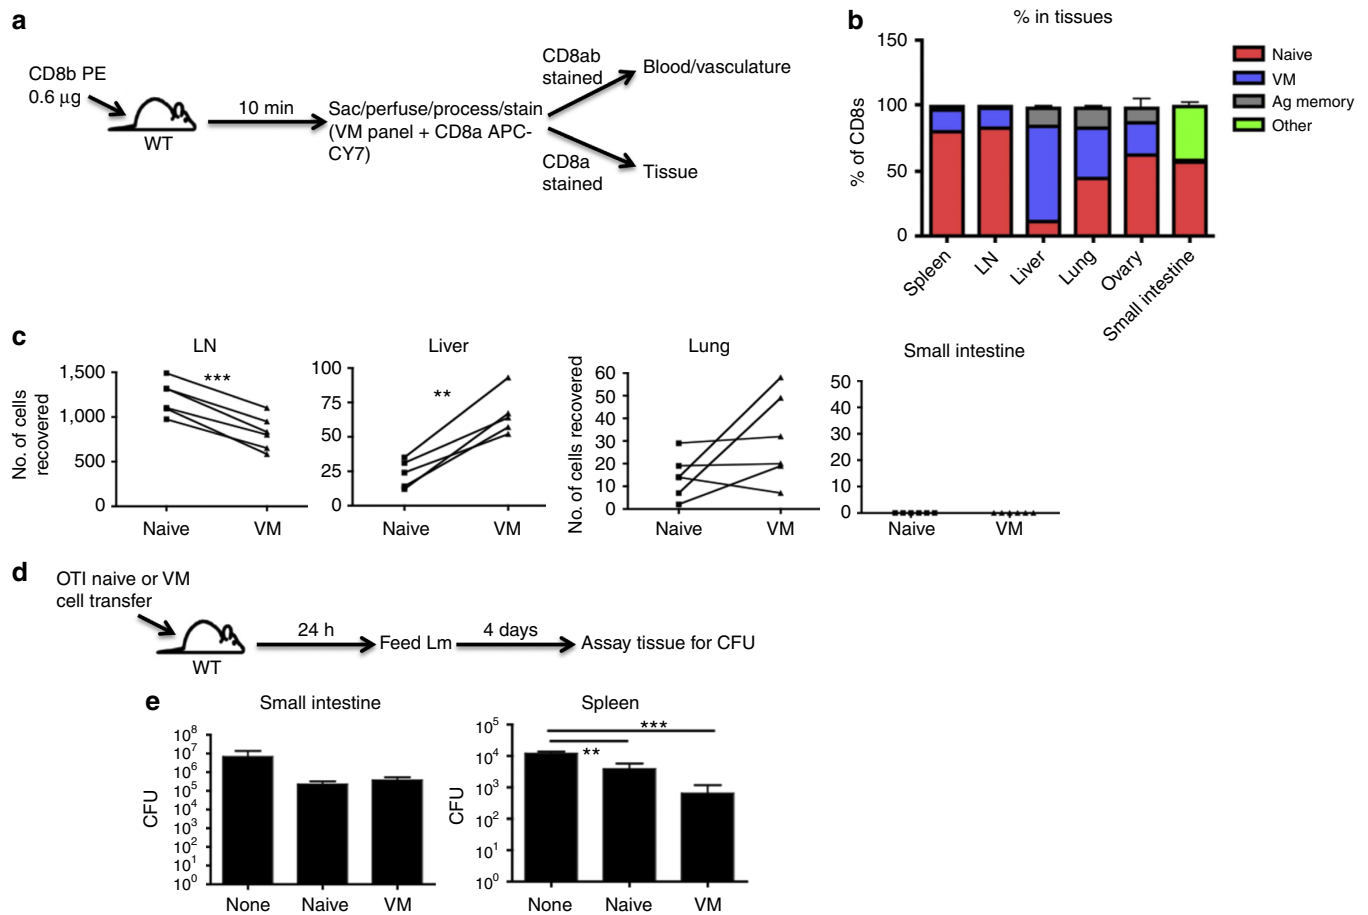 a
CD8b PE
0.6 µg
WT
10 min
Sac/perfuse/process/stain
(VM panel + CD8a APC-
CY7)
CD8ab
stained
Blood/vasculature
CD8a
stained
Tissue
b
% in tissues
% of CD8s
150
100
50
0
Spleen
LN
Liver
Lung
Ovary
Small intestine
Naive
VM
Ag memory
Other
c
LN
No. of cells
recovered
1,500
1,000
500
0
***
Naive VM
Liver
100
75
50
25
0
**
Naive VM
Lung
No. of cells recovered
60
50
40
30
20
10
0
Naive VM
Small intestine
50
40
30
20
10
0
Naive VM
d
OTI naive or VM
cell transfer
WT
24 h
Feed Lm
4 days
Assay tissue for CFU
e
Small intestine
CFU
10⁸
10⁷
10⁶
10⁵
10⁴
10³
10²
10¹
10⁰
None Naive VM
Spleen
CFU
10⁵
10⁴
10³
10²
10¹
10⁰
***
**
None Naive VM